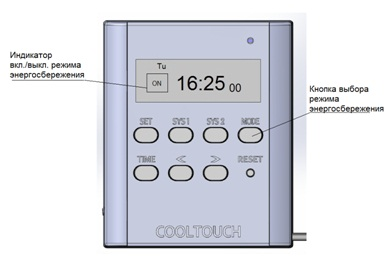 Индикатор
вкл./выкл. режима
энергосбережения
Tu
ON 16:25 00
Кнопка выбора
режима
энергосбережения
SET SYS 1 SYS 2 MODE
TIME < > RESET
COOLTOUCH